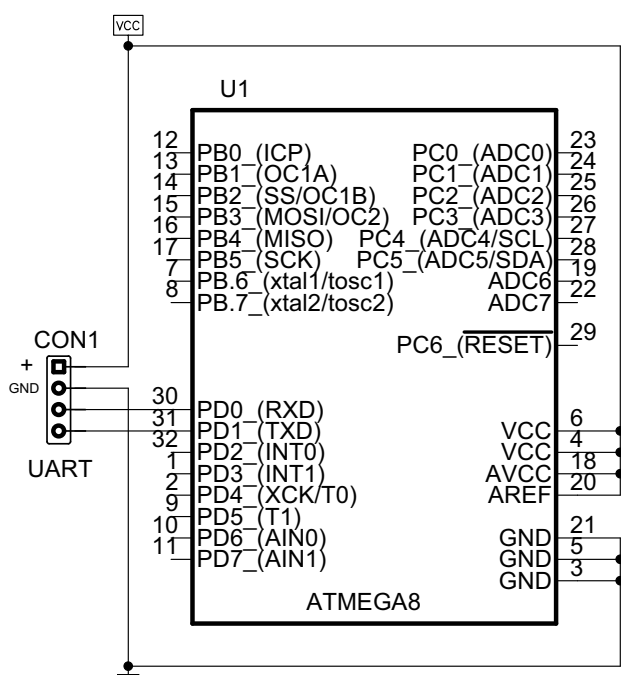 VCC
U1
12 PB0_(ICP) PC0_(ADC0) 23
13 PB1_(OC1A) PC1_(ADC1) 24
14 PB2_(SS/OC1B) PC2_(ADC2) 25
15 PB3_(MOSI/OC2) PC3_(ADC3) 26
16 PB4_(MISO) PC4_(ADC4/SCL) 27
17 PB5_(SCK) PC5_(ADC5/SDA) 28
7 PB.6_(xtal1/tosc1) ADC6 19
8 PB.7_(xtal2/tosc2) ADC7 22
CON1
PC6_(RESET) 29
+
GND
30 PD0_(RXD)
31 PD1_(TXD) VCC 6
32 PD2_(INT0) VCC 4
UART
1 PD3_(INT1) AVCC 18
2 PD4_(XCK/T0) AREF 20
9 PD5_(T1)
10 PD6_(AIN0) GND 21
11 PD7_(AIN1) GND 5
GND 3
ATMEGA8